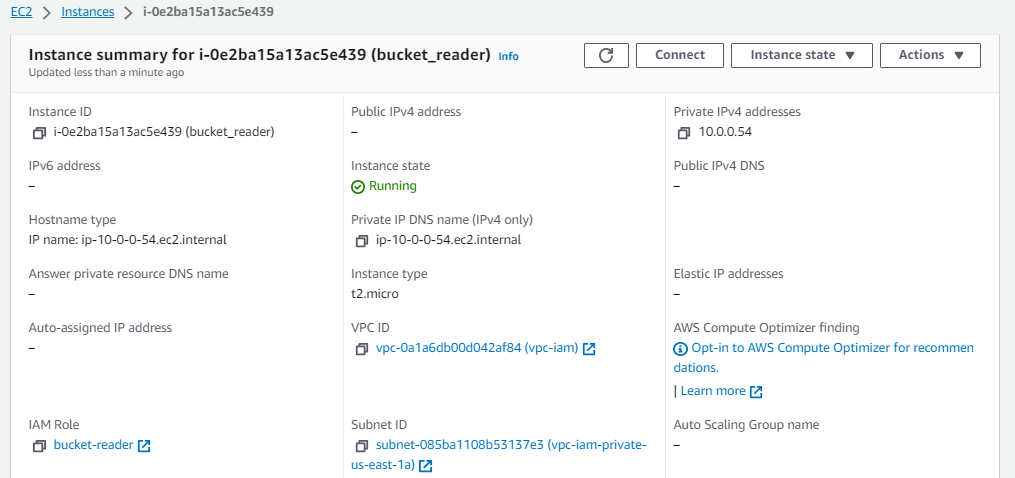 EC2 > Instances > i-0e2ba15a13ac5e439
Instance summary for i-0e2ba15a13ac5e439 (bucket_reader) Info
Updated less than a minute ago
Connect
Instance state
Actions
Instance ID
i-0e2ba15a13ac5e439 (bucket_reader)
Public IPv4 address
–
Private IPv4 addresses
10.0.0.54
IPv6 address
–
Instance state
Running
Public IPv4 DNS
–
Hostname type
IP name: ip-10-0-0-54.ec2.internal
Private IP DNS name (IPv4 only)
ip-10-0-0-54.ec2.internal
Answer private resource DNS name
–
Instance type
t2.micro
Elastic IP addresses
–
Auto-assigned IP address
–
VPC ID
vpc-0a1a6db00d042af84 (vpc-iam)
AWS Compute Optimizer finding
Opt-in to AWS Compute Optimizer for recommen
dations.
| Learn more
IAM Role
bucket-reader
Subnet ID
subnet-085ba1108b53137e3 (vpc-iam-private-
us-east-1a)
Auto Scaling Group name
–